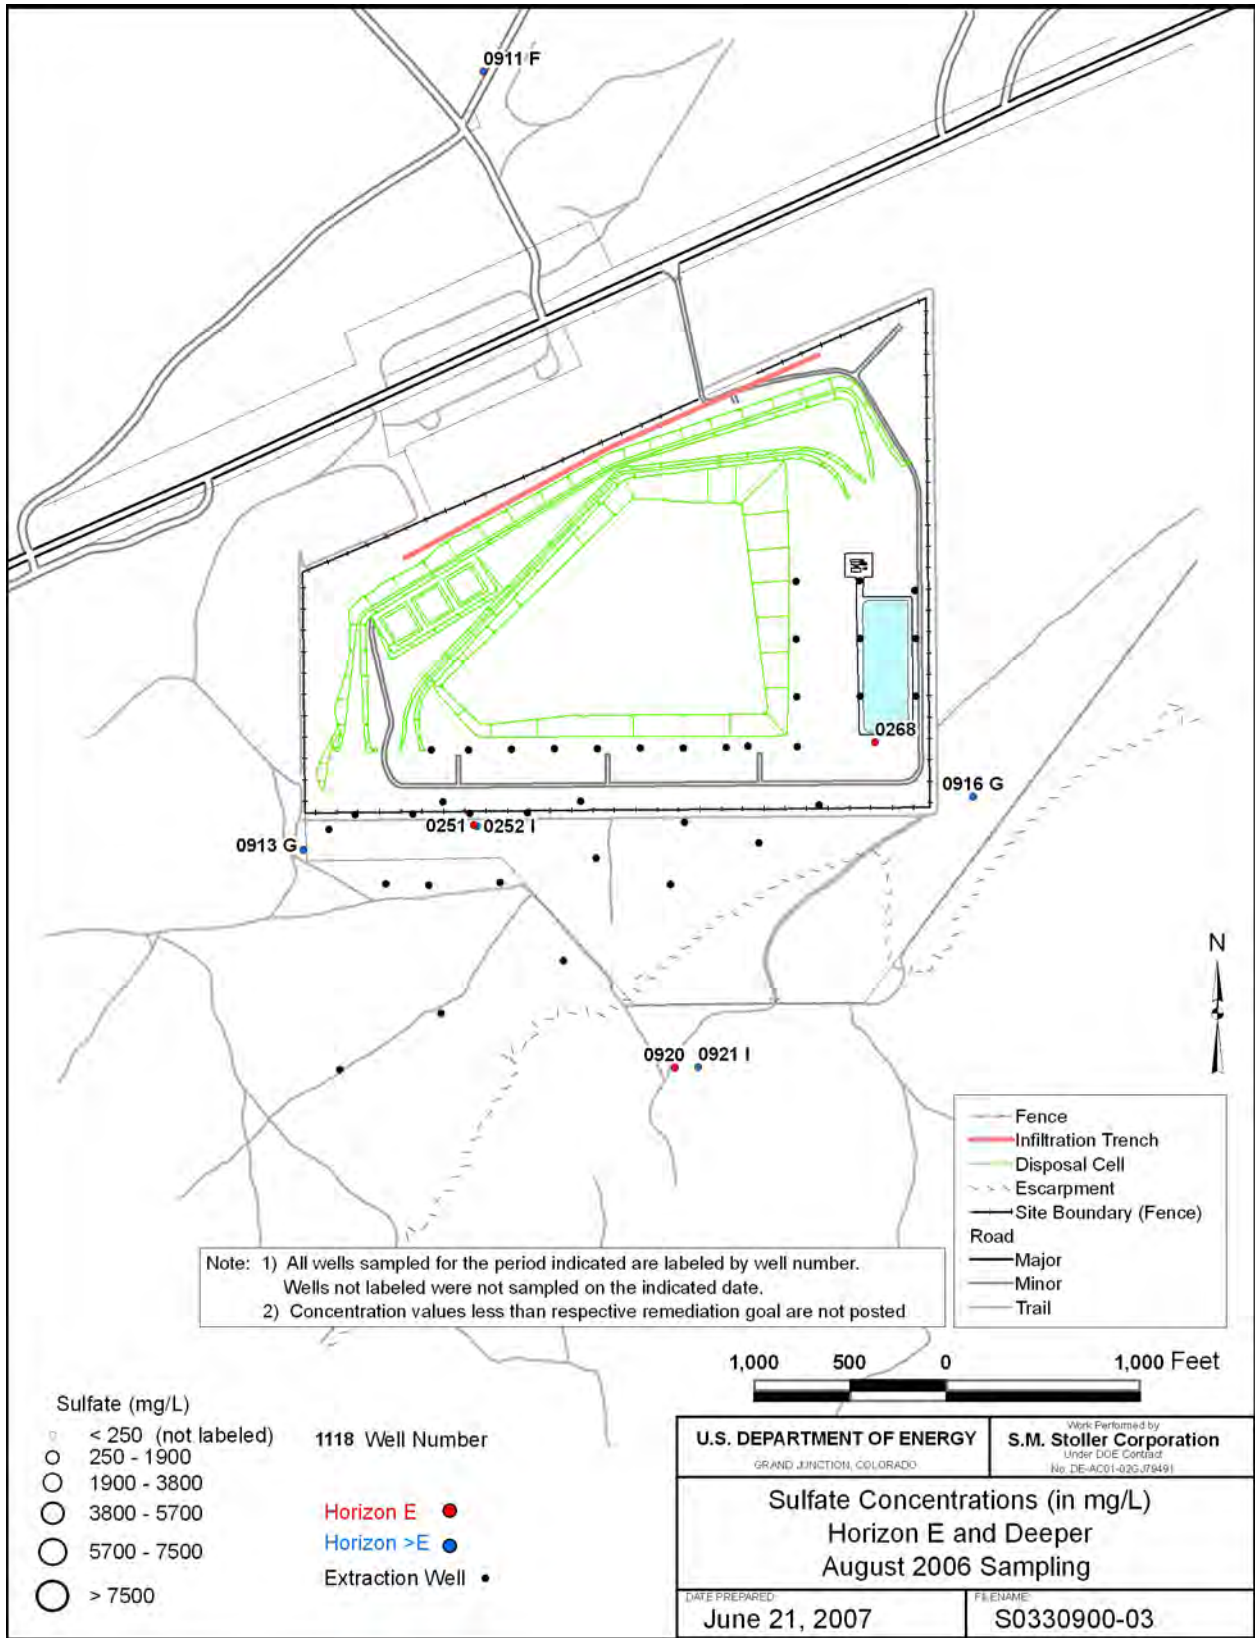 0911 F
0268
0916 G
0251
0252 I
0913 G
N
0920
0921 I
Fence
Infiltration Trench
Disposal Cell
Escarpment
Site Boundary (Fence)
Road
Major
Minor
Trail
Note: 1) All wells sampled for the period indicated are labeled by well number.
Wells not labeled were not sampled on the indicated date.
2) Concentration values less than respective remediation goal are not posted
1,000 500 0 1,000 Feet
Sulfate (mg/L)
< 250 (not labeled)
250 - 1900
1900 - 3800
3800 - 5700
5700 - 7500
> 7500
1118 Well Number
Horizon E
Horizon >E
Extraction Well
U.S. DEPARTMENT OF ENERGY
GRAND JUNCTION, COLORADO
Work Performed by
S.M. Stoller Corporation
Under DOE Contract
No. DE-AC01-02GJ79491
Sulfate Concentrations (in mg/L)
Horizon E and Deeper
August 2006 Sampling
DATE PREPARED:
June 21, 2007
FILENAME:
S0330900-03